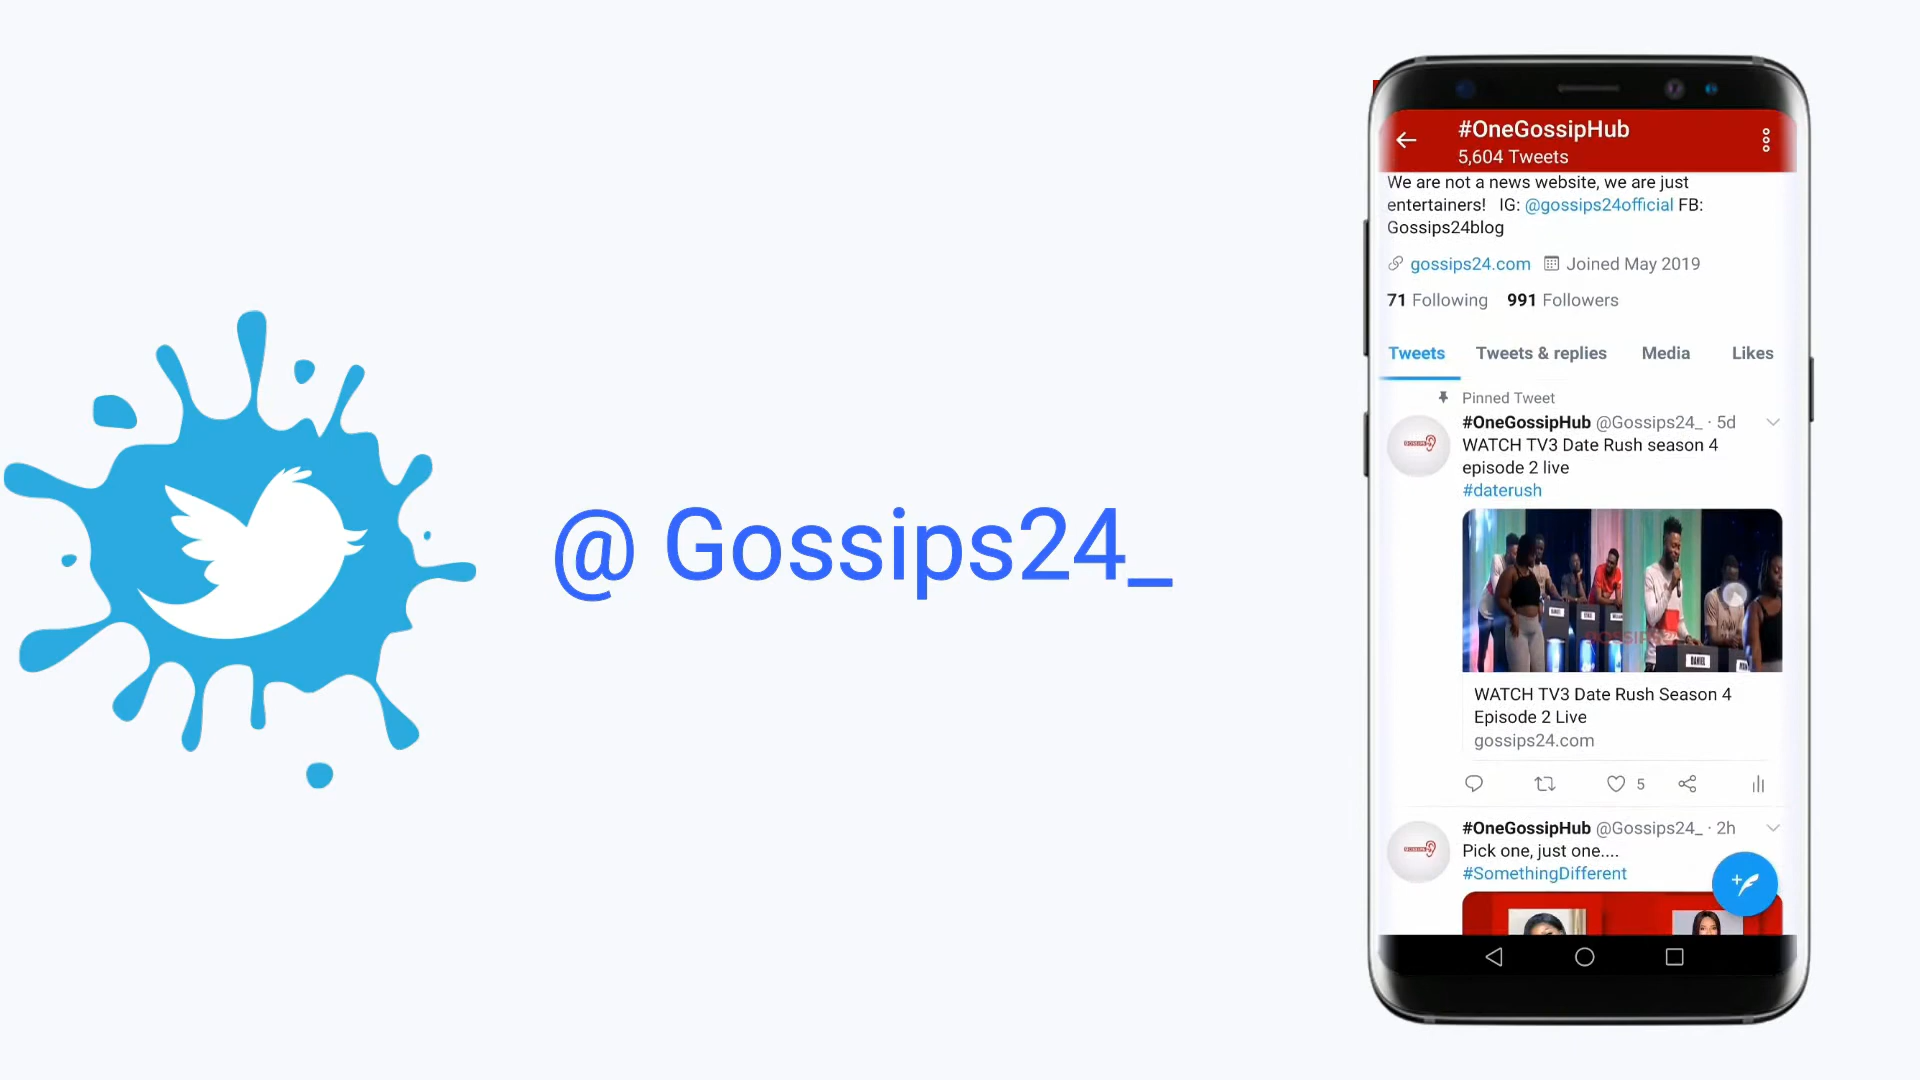 @ Gossips24_
#OneGossipHub
5,604 Tweets
We are not a news website, we are just
entertainers! IG: @gossips24official FB:
Gossips24blog
gossips24.com Joined May 2019
71 Following 991 Followers
Tweets Tweets & replies Media Likes
Pinned Tweet
#OneGossipHub @Gossips24_ · 5d
WATCH TV3 Date Rush season 4
episode 2 live
#daterush
DANIEL
WATCH TV3 Date Rush Season 4
Episode 2 Live
gossips24.com
5
#OneGossipHub @Gossips24_ · 2h
Pick one, just one....
#SomethingDifferent